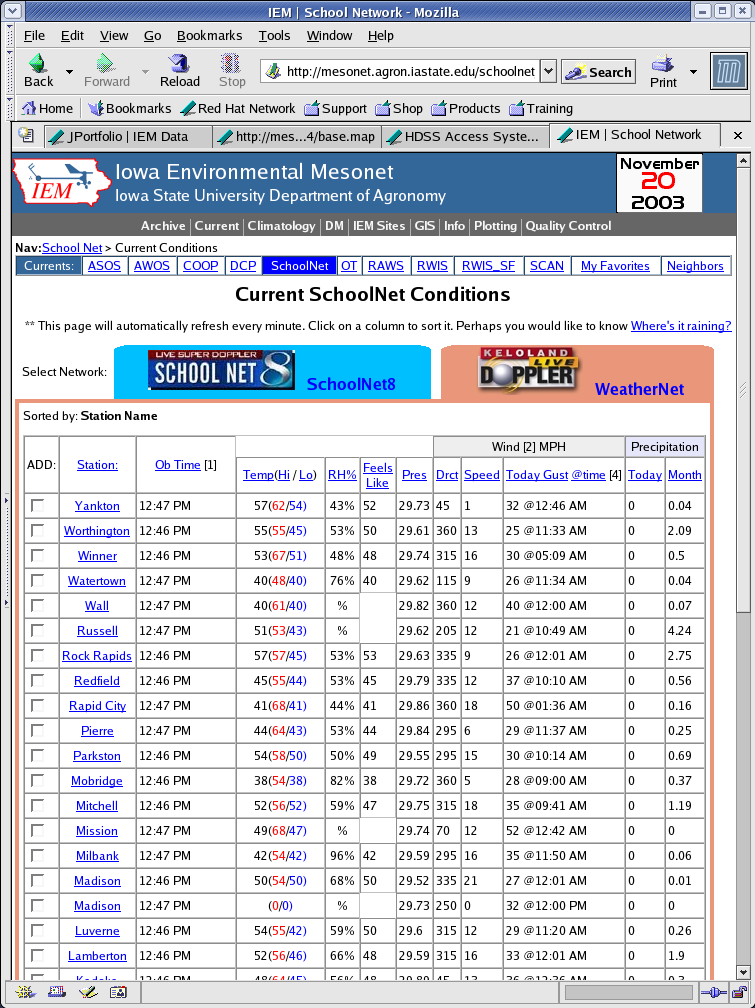 IEM | School Network - Mozilla
File Edit View Go Bookmarks Tools Window Help
Back Forward Reload Stop http://mesonet.agron.iastate.edu/schoolnet Search Print
Home Bookmarks Red Hat Network Support Shop Products Training
JPortfolio | IEM Data http://mes...4/base.map HDSS Access Syste... IEM | School Network
IEM
Iowa Environmental Mesonet
Iowa State University Department of Agronomy
November
20
2003
Archive Current Climatology DM IEM Sites GIS Info Plotting Quality Control
Nav:School Net > Current Conditions
Currents: ASOS AWOS COOP DCP SchoolNet OT RAWS RWIS RWIS_SF SCAN My Favorites Neighbors
Current SchoolNet Conditions
** This page will automatically refresh every minute. Click on a column to sort it. Perhaps you would like to know Where's it raining?
Select Network: LIVE SUPER DOPPLER SCHOOL NET 8 SchoolNet8 KELOLAND LIVE DOPPLER WeatherNet
Sorted by: Station Name
Wind [2] MPH Precipitation
ADD: Station: Ob Time [1] Temp(Hi / Lo) RH% Feels Like Pres Drct Speed Today Gust @time [4] Today Month
Yankton 12:47 PM 57(62/54) 43% 52 29.73 45 1 32 @12:46 AM 0 0.04
Worthington 12:46 PM 55(55/45) 53% 50 29.61 360 13 25 @11:33 AM 0 2.09
Winner 12:46 PM 53(67/51) 48% 48 29.74 315 16 30 @05:09 AM 0 0.5
Watertown 12:47 PM 40(48/40) 76% 40 29.62 115 9 26 @11:34 AM 0 0.04
Wall 12:47 PM 40(61/40) % 29.82 360 12 40 @12:00 AM 0 0.07
Russell 12:47 PM 51(53/43) % 29.62 205 12 21 @10:49 AM 0 4.24
Rock Rapids 12:46 PM 57(57/45) 53% 53 29.63 335 9 26 @12:01 AM 0 2.75
Redfield 12:46 PM 45(55/44) 53% 45 29.79 335 12 37 @10:10 AM 0 0.56
Rapid City 12:47 PM 41(68/41) 44% 41 29.86 360 18 50 @01:36 AM 0 0.16
Pierre 12:47 PM 44(64/43) 53% 44 29.84 295 6 29 @11:37 AM 0 0.25
Parkston 12:46 PM 54(58/50) 50% 49 29.55 295 15 30 @10:14 AM 0 0.69
Mobridge 12:46 PM 38(54/38) 82% 38 29.72 360 5 28 @09:00 AM 0 0.37
Mitchell 12:46 PM 52(56/52) 59% 47 29.75 315 18 35 @09:41 AM 0 1.19
Mission 12:47 PM 49(68/47) % 29.74 70 12 52 @12:42 AM 0 0
Milbank 12:47 PM 42(54/42) 96% 42 29.59 295 16 35 @11:50 AM 0 0.06
Madison 12:46 PM 50(54/50) 68% 50 29.52 335 21 27 @12:01 AM 0 0.01
Madison 12:47 PM (0/0) % 29.73 250 0 32 @12:00 PM 0 0
Luverne 12:46 PM 54(55/42) 59% 50 29.6 315 12 29 @11:20 AM 0 0.26
Lamberton 12:46 PM 52(56/46) 66% 48 29.59 315 16 33 @12:01 AM 0 1.9